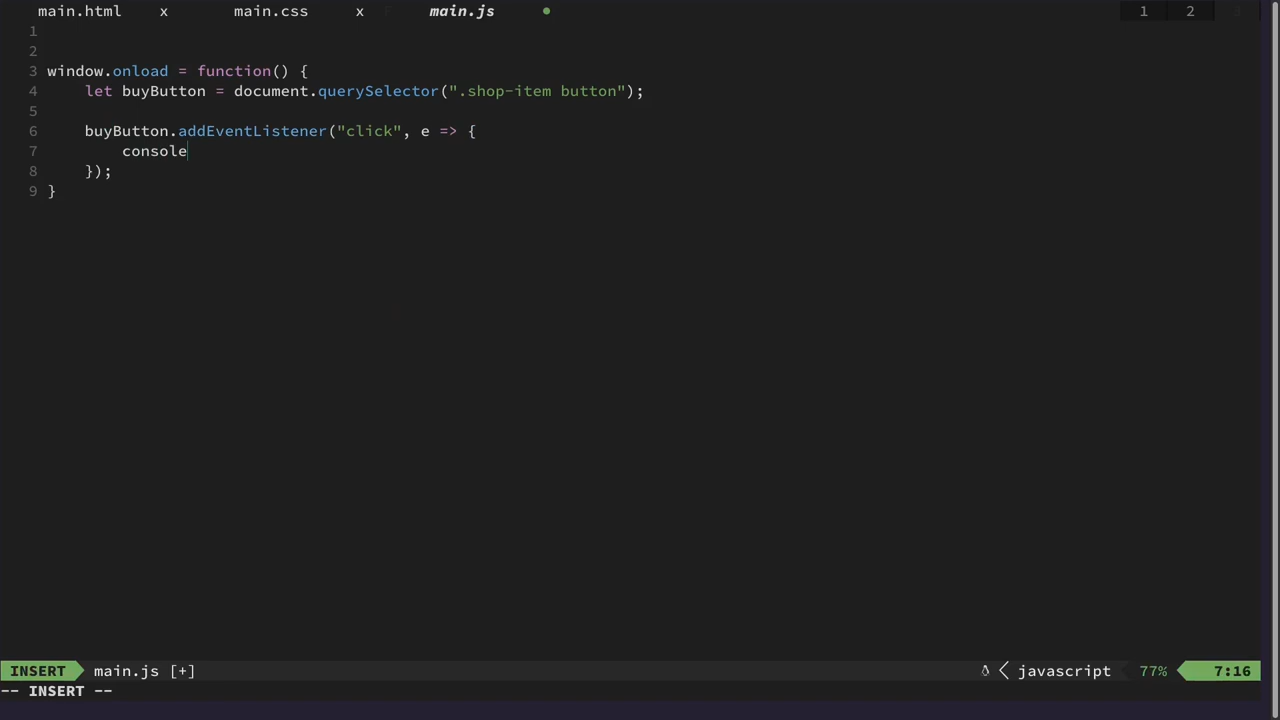 main.html x main.css x main.js 1 2
1
2
3 window.onload = function() {
4     let buyButton = document.querySelector(".shop-item button");
5
6     buyButton.addEventListener("click", e => {
7         console
8     });
9 }
INSERT main.js [+] javascript 77% 7:16
-- INSERT --